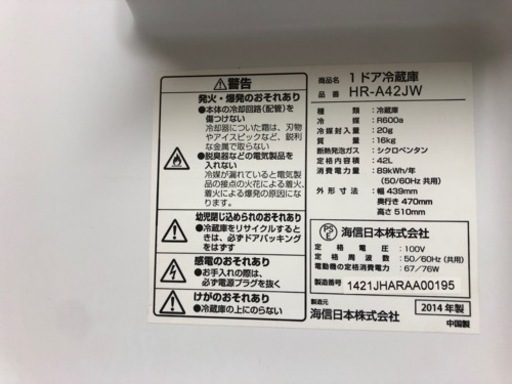 警告
発火・爆発のおそれあり
●本体の冷却回路(配管)を
傷つけない
冷却器についた霜は、刃物
やアイスピックなど、鋭利
な金属で取らない
●脱臭器などの電気製品を
入れない
冷媒が漏れていると電気製
品の接点の火花による着火、
着火による爆発の原因
幼児閉じ込められのおそれあり
●冷蔵庫をリサイクルすると
きは、必ずドアパッキング
をはずす
感電のおそれあり
●お手入れの際は、
必ず電源プラグを抜く
けがのおそれあり
●冷蔵庫の上にのらない
商品名 1ドア冷蔵庫
品番 HR-A42JW
種類：冷蔵庫
冷媒：R600a
冷媒封入量：20g
質量：16kg
断熱発泡ガス：シクロペンタン
定格内容積：42L
消費電力量：89kWh/年
(50/60Hz 共用)
外形寸法：幅 439mm
奥行き 470mm
高さ 510mm
PSE 海信日本株式会社
定格電圧：100V
定格周波数：50/60Hz(共用)
電動機の定格消費電力：67/76W
製造番号 1421JHARAA00195
製造元
海信日本株式会社
2014年製
中国製